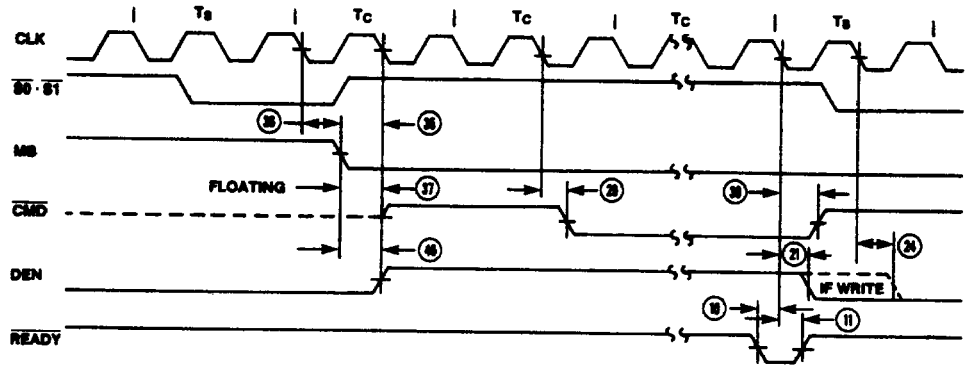 Ts Tc Tc Tc Ts
CLK
S0 · S1
35 36
MB
FLOATING 37 29 30
CMD
46 21 24
DEN
IF WRITE
10 11
READY